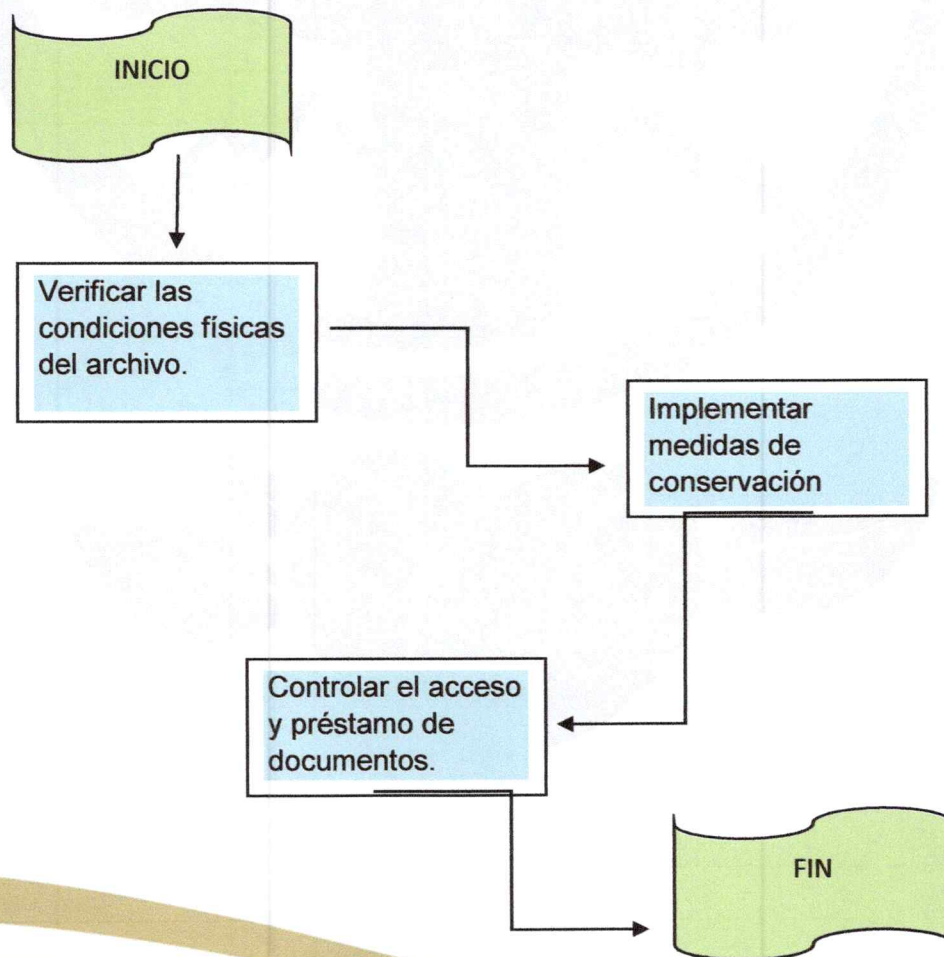 INICIO
Verificar las
condiciones físicas
del archivo.
Implementar
medidas de
conservación
Controlar el acceso
y préstamo de
documentos.
FIN